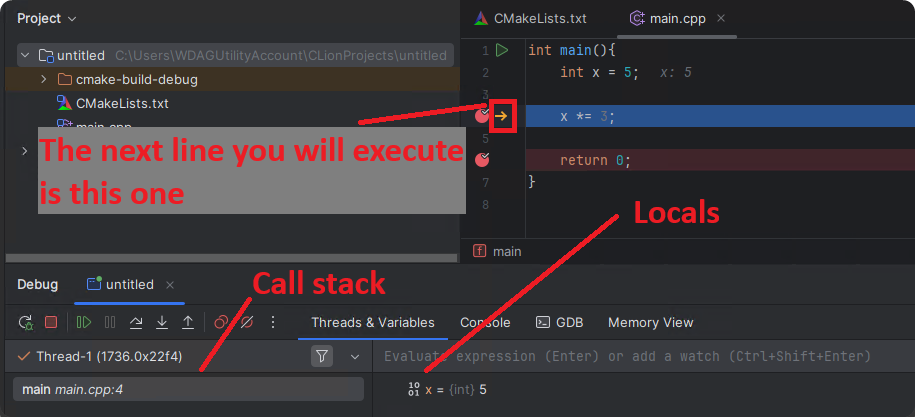 Project
CMakeLists.txt
main.cpp
untitled C:\Users\WDAGUtilityAccount\CLionProjects\untitled
cmake-build-debug
CMakeLists.txt
main.cpp
The next line you will execute
is this one
1 int main(){
2 int x = 5; x: 5
3
x *= 3;
5
return 0;
7 }
8
Locals
main
Debug
untitled
Call stack
Threads & Variables
Console
GDB
Memory View
Thread-1 (1736.0x22f4)
Evaluate expression (Enter) or add a watch (Ctrl+Shift+Enter)
main main.cpp:4
10
01 x = {int} 5